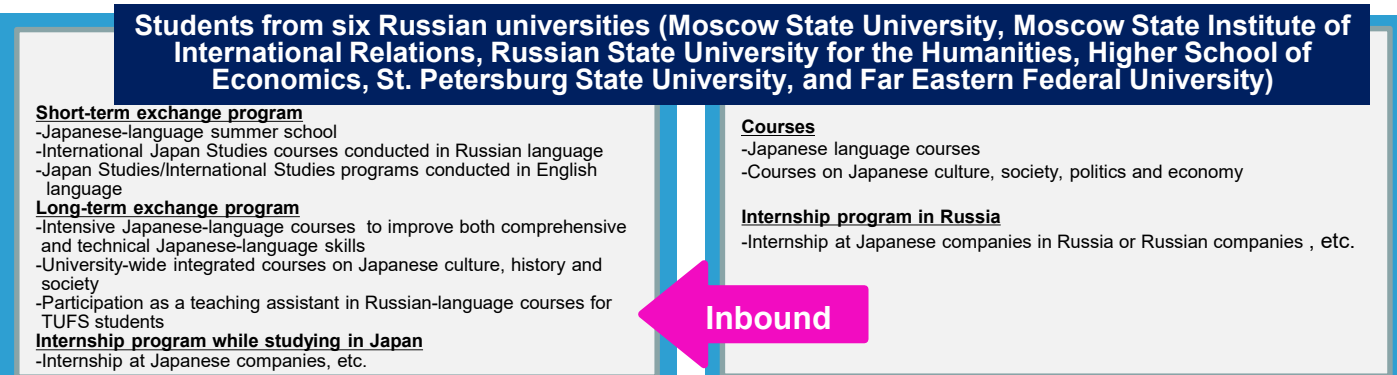 Students from six Russian universities (Moscow State University, Moscow State Institute of
International Relations, Russian State University for the Humanities, Higher School of
Economics, St. Petersburg State University, and Far Eastern Federal University)
Short-term exchange program
-Japanese-language summer school
-International Japan Studies courses conducted in Russian language
-Japan Studies/International Studies programs conducted in English
language
Long-term exchange program
-Intensive Japanese-language courses to improve both comprehensive
and technical Japanese-language skills
-University-wide integrated courses on Japanese culture, history and
society
-Participation as a teaching assistant in Russian-language courses for
TUFS students
Internship program while studying in Japan
-Internship at Japanese companies, etc.
Courses
-Japanese language courses
-Courses on Japanese culture, society, politics and economy
Internship program in Russia
-Internship at Japanese companies in Russia or Russian companies , etc.
Inbound